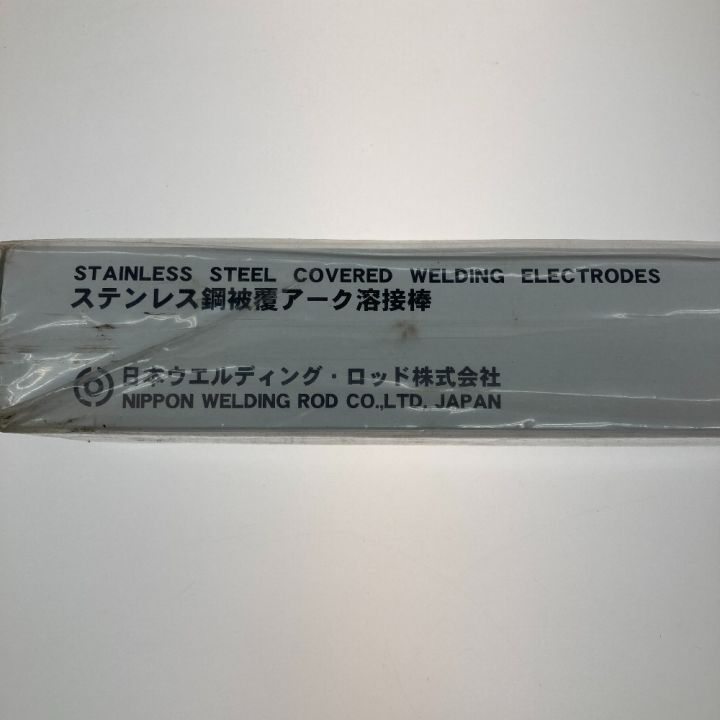 STAINLESS STEEL COVERED WELDING ELECTRODES
ステンレス鋼被覆アーク溶接棒
日本ウエルディング・ロッド株式会社
NIPPON WELDING ROD CO.,LTD. JAPAN